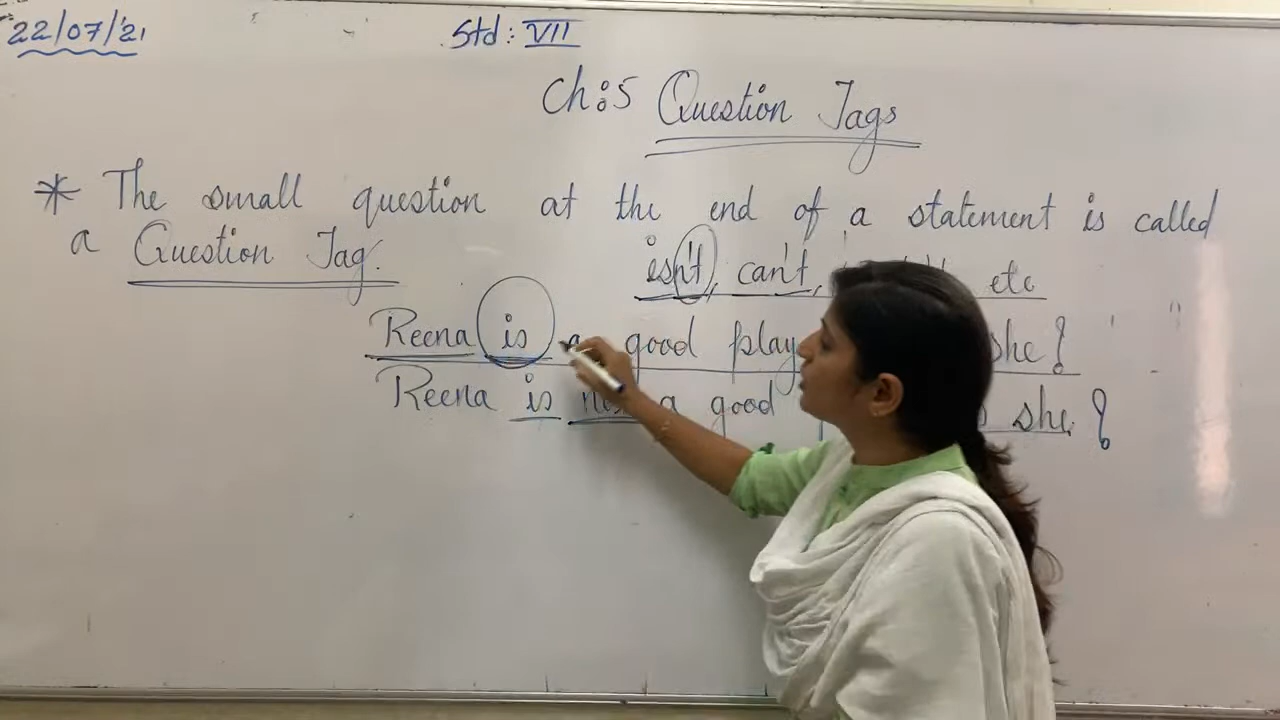 22/07/21
Std: VII
Ch:5 Question Tags
* The small question at the end of a statement is called
a Question Tag.
isn't, can't, etc
Reena is a good play she?
Reena is not a good she?